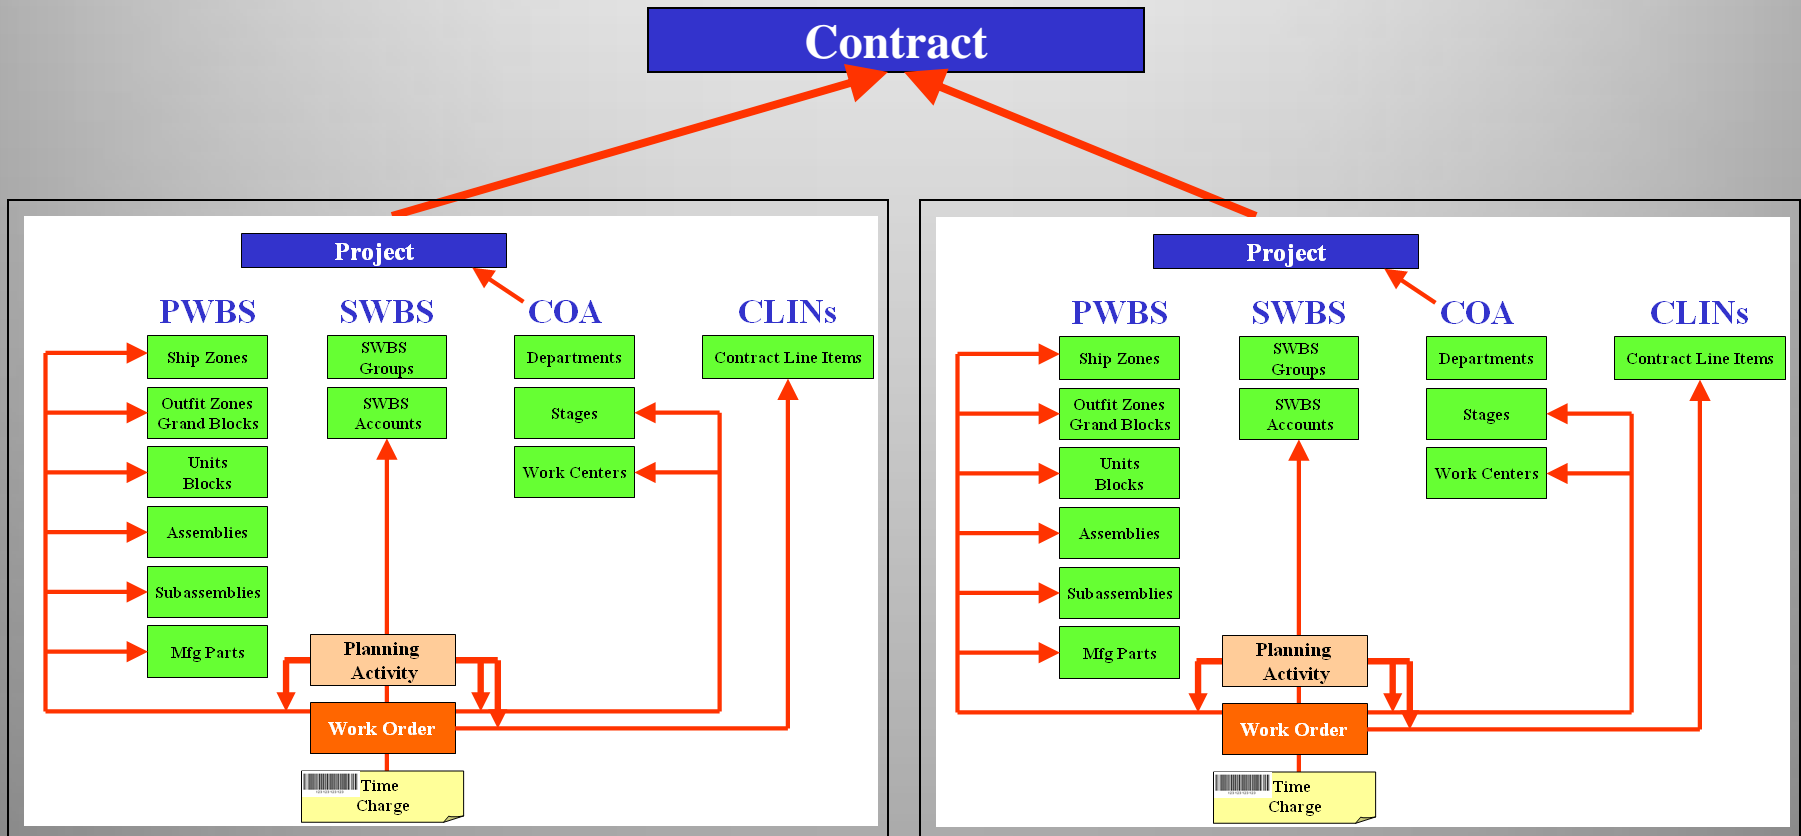 Contract
Project
PWBS
SWBS
COA
CLINs
Ship Zones
SWBS
Groups
Departments
Contract Line Items
Outfit Zones
Grand Blocks
SWBS
Accounts
Stages
Units
Blocks
Work Centers
Assemblies
Subassemblies
Mfg Parts
Planning
Activity
Work Order
Time
Charge
Project
PWBS
SWBS
COA
CLINs
Ship Zones
SWBS
Groups
Departments
Contract Line Items
Outfit Zones
Grand Blocks
SWBS
Accounts
Stages
Units
Blocks
Work Centers
Assemblies
Subassemblies
Mfg Parts
Planning
Activity
Work Order
Time
Charge